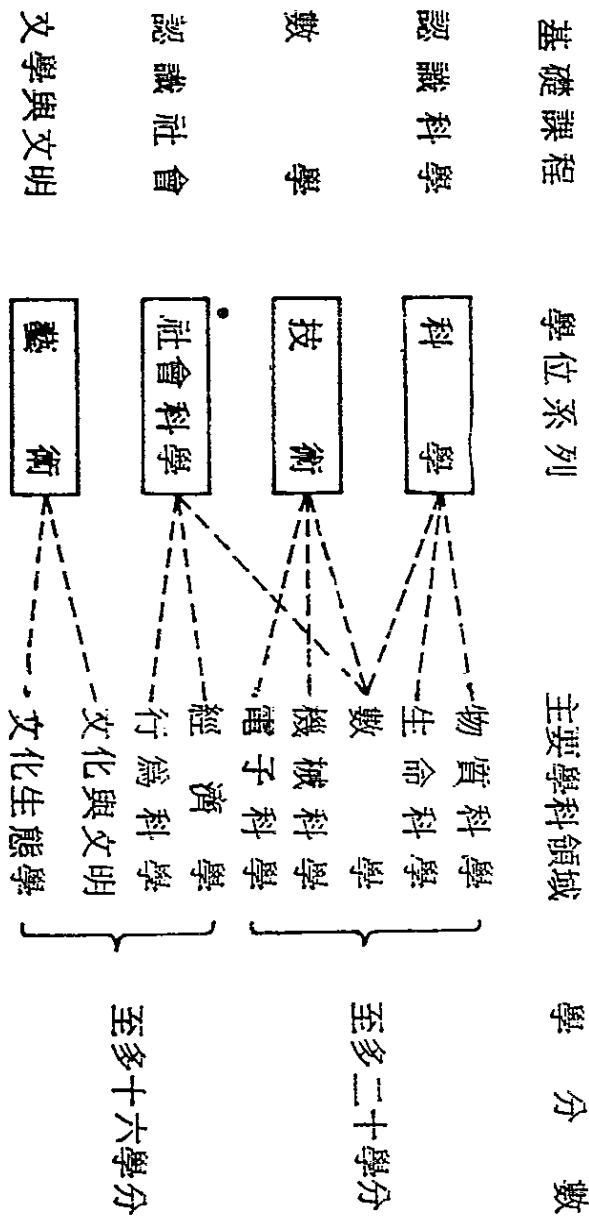 基礎課程
認識科學
數學
認識社會
文學與文明
學位系列
科學
技術
社會科學
藝術
主要學科領域
物質科學
生命科學
數學
機械科學
電子科學
經濟學
行為科學
文化與文明
文化生態學
學分數
至多二十學分
至多十六學分